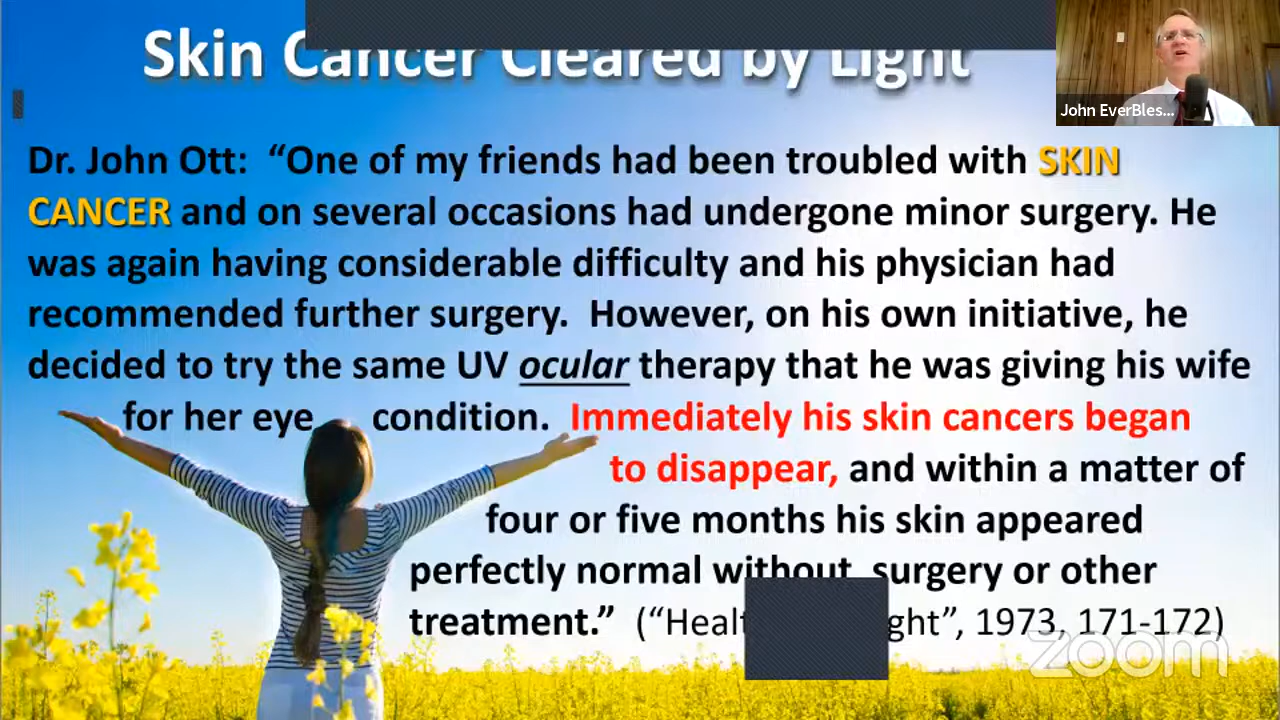 Skin Cancer Cleared by Light
John EverBles...
Dr. John Ott:  “One of my friends had been troubled with SKIN
CANCER and on several occasions had undergone minor surgery. He
was again having considerable difficulty and his physician had
recommended further surgery.  However, on his own initiative, he
decided to try the same UV ocular therapy that he was giving his wife
for her eye condition.  Immediately his skin cancers began
to disappear, and within a matter of
four or five months his skin appeared
perfectly normal without surgery or other
treatment.”  (“Heal ght”, 1973, 171-172)
zoom